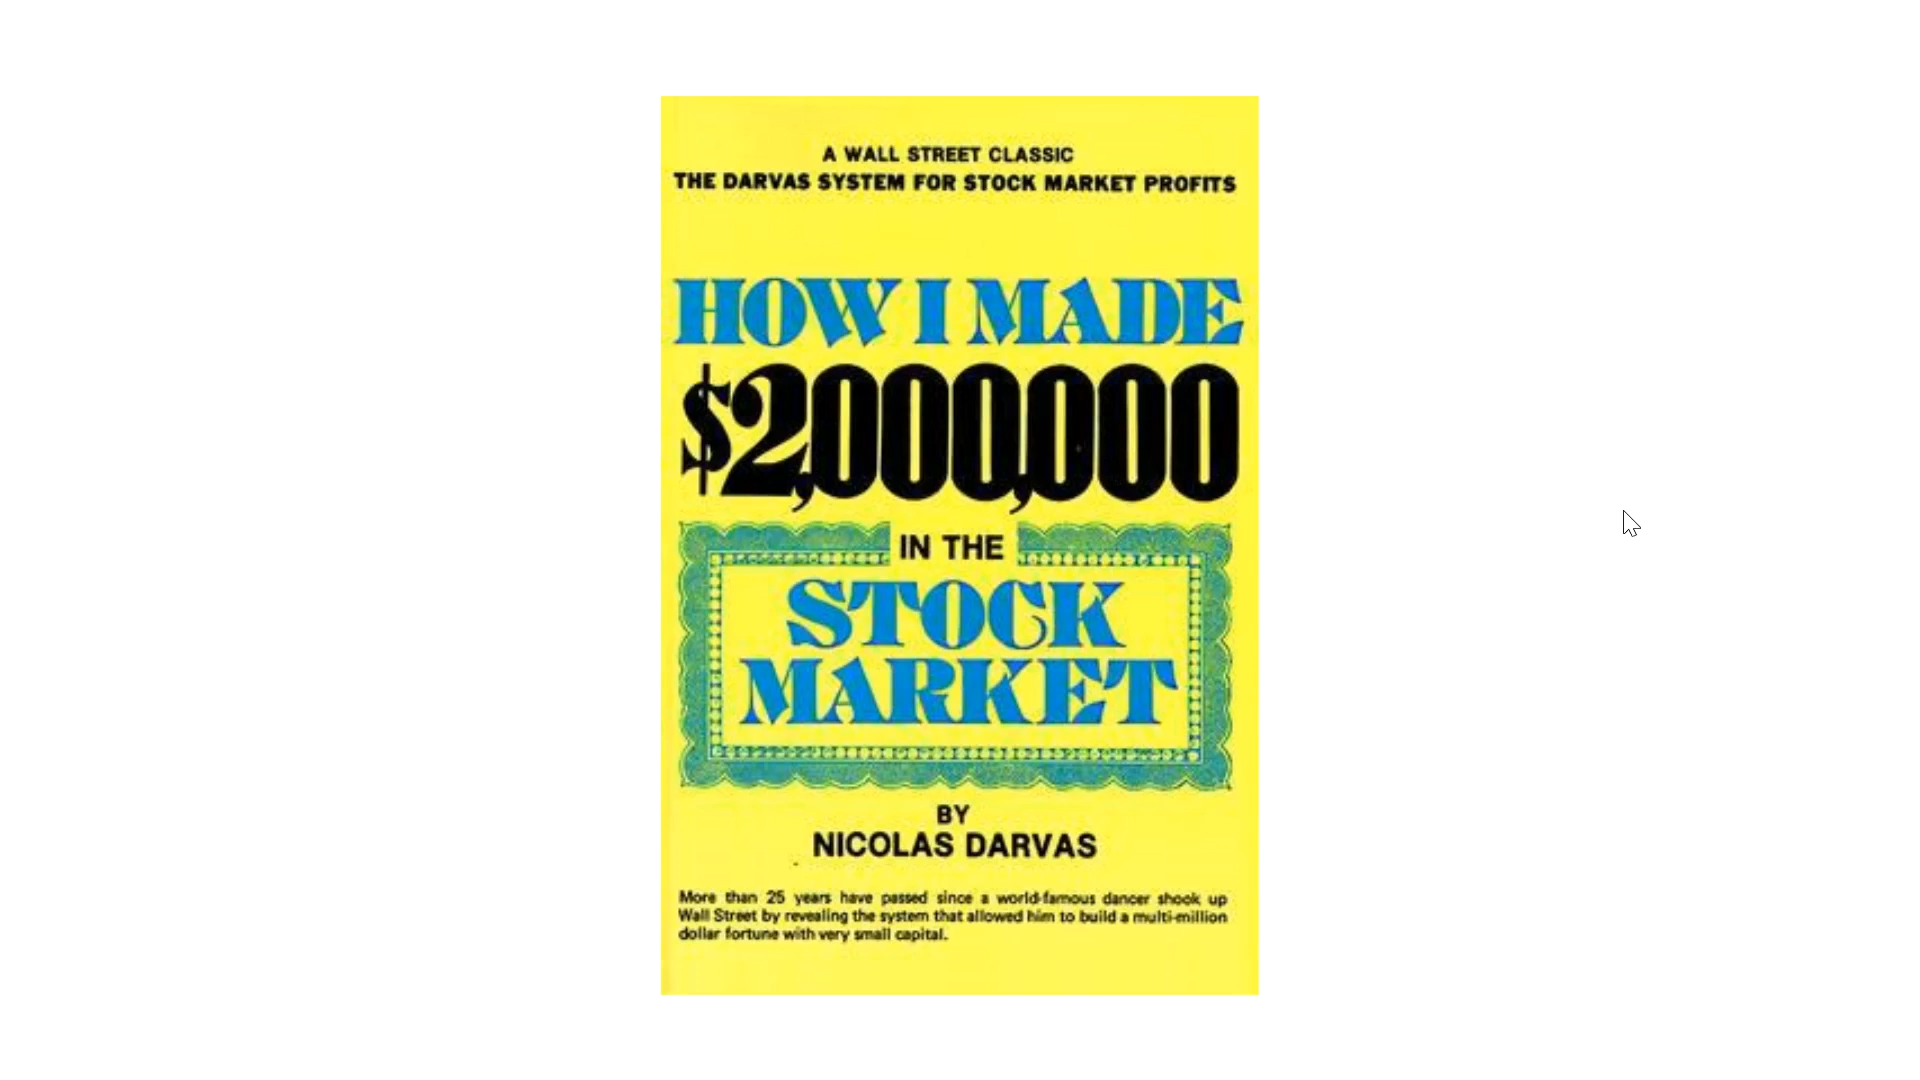 A WALL STREET CLASSIC
THE DARVAS SYSTEM FOR STOCK MARKET PROFITS
HOW I MADE
$2,000,000
IN THE
STOCK
MARKET
BY
NICOLAS DARVAS
More than 25 years have passed since a world-famous dancer shook up
Wall Street by revealing the system that allowed him to build a multi-million
dollar fortune with very small capital.